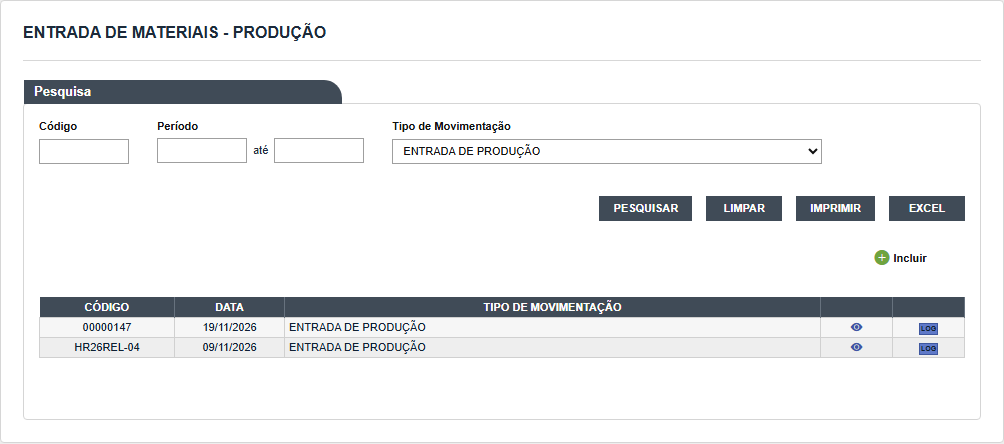 ENTRADA DE MATERIAIS - PRODUÇÃO
Pesquisa
Código Período Tipo de Movimentação
até ENTRADA DE PRODUÇÃO
PESQUISAR LIMPAR IMPRIMIR EXCEL
Incluir
CÓDIGO DATA TIPO DE MOVIMENTAÇÃO
00000147 19/11/2026 ENTRADA DE PRODUÇÃO LOG
HR26REL-04 09/11/2026 ENTRADA DE PRODUÇÃO LOG